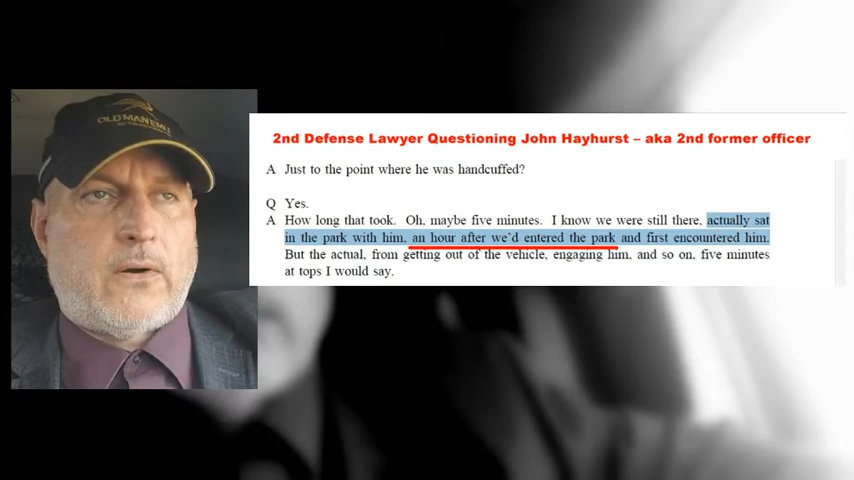 OLD MAN EMU
2nd Defense Lawyer Questioning John Hayhurst – aka 2nd former officer
A Just to the point where he was handcuffed?
Q Yes.
A How long that took. Oh, maybe five minutes. I know we were still there, actually sat
in the park with him, an hour after we'd entered the park and first encountered him.
But the actual, from getting out of the vehicle, engaging him, and so on, five minutes
at tops I would say.